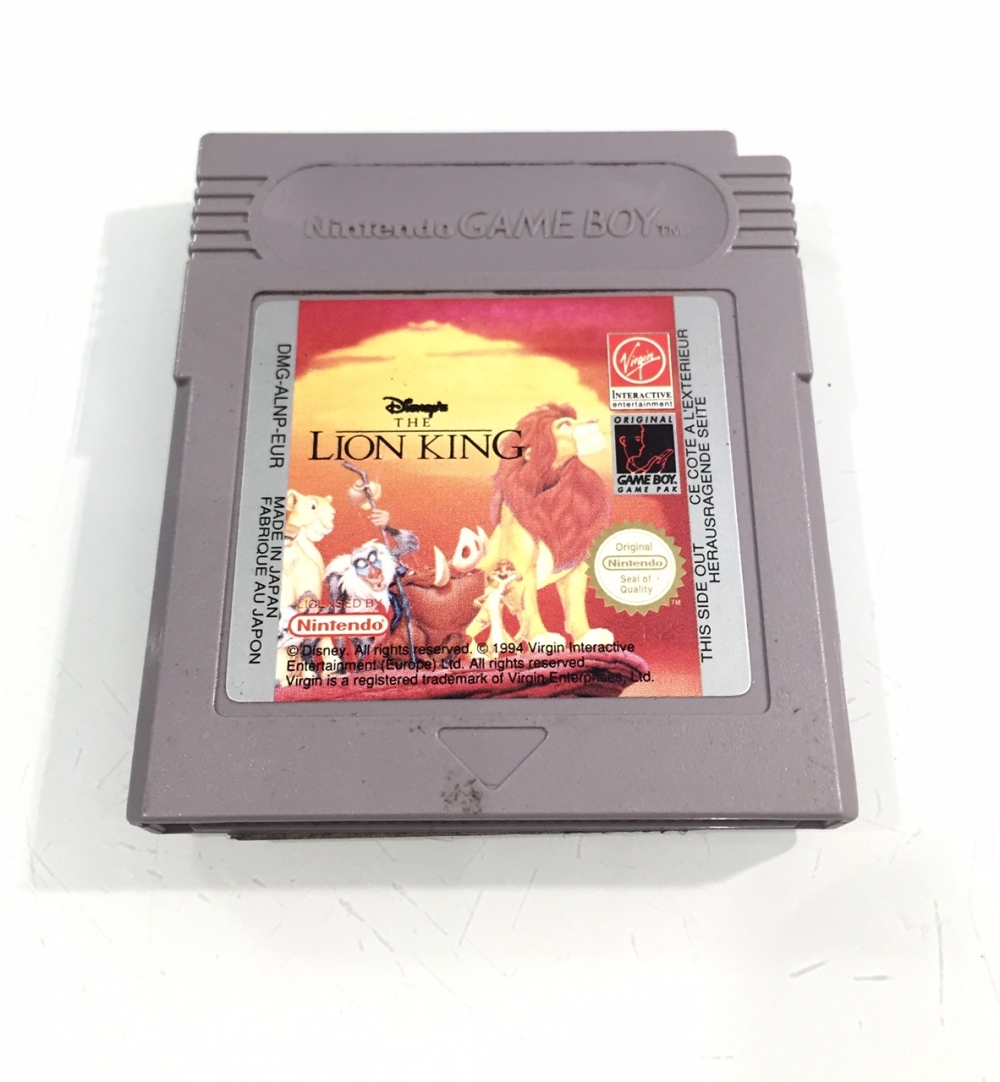 Nintendo GAME BOY TM
Disney's
THE
LION KING
Virgin
INTERACTIVE
entertainment
ORIGINAL
GAME BOY
GAME PAK
Original
Nintendo
Seal of
Quality
TM
LICENSED BY
Nintendo
© Disney. All rights reserved. © 1994 Virgin Interactive
Entertainment (Europe) Ltd. All rights reserved.
Virgin is a registered trademark of Virgin Enterprises, Ltd.
DMG-ALNP-EUR
MADE IN JAPAN
FABRIQUE AU JAPON
THIS SIDE OUT
CE COTE A L'EXTERIEUR
HERAUSRAGENDE SEITE